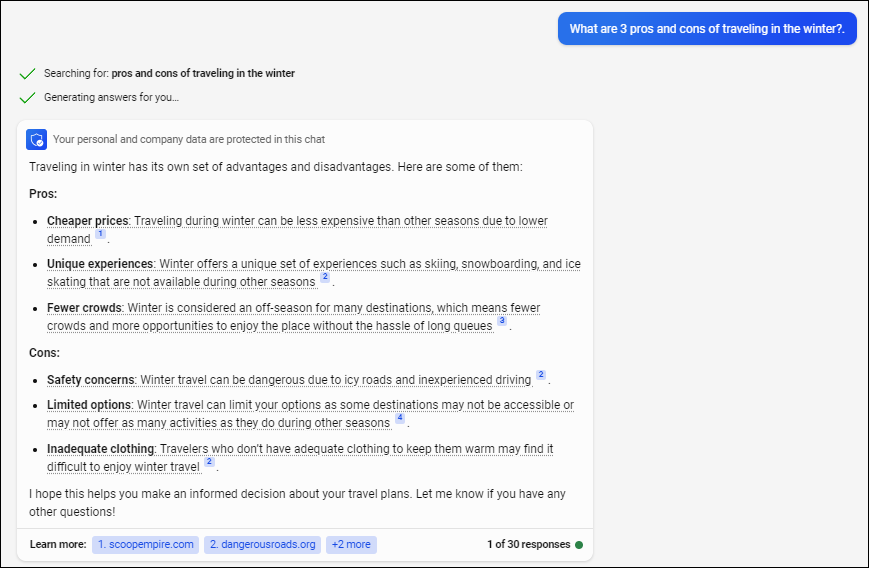 What are 3 pros and cons of traveling in the winter?.
Searching for: pros and cons of traveling in the winter
Generating answers for you...
Your personal and company data are protected in this chat
Traveling in winter has its own set of advantages and disadvantages. Here are some of them:
Pros:
• Cheaper prices: Traveling during winter can be less expensive than other seasons due to lower
demand 1 .
• Unique experiences: Winter offers a unique set of experiences such as skiing, snowboarding, and ice
skating that are not available during other seasons 2 .
• Fewer crowds: Winter is considered an off-season for many destinations, which means fewer
crowds and more opportunities to enjoy the place without the hassle of long queues 3 .
Cons:
• Safety concerns: Winter travel can be dangerous due to icy roads and inexperienced driving 2 .
• Limited options: Winter travel can limit your options as some destinations may not be accessible or
may not offer as many activities as they do during other seasons 4 .
• Inadequate clothing: Travelers who don't have adequate clothing to keep them warm may find it
difficult to enjoy winter travel 2 .
I hope this helps you make an informed decision about your travel plans. Let me know if you have any
other questions!
Learn more: 1. scoopempire.com 2. dangerousroads.org +2 more 1 of 30 responses